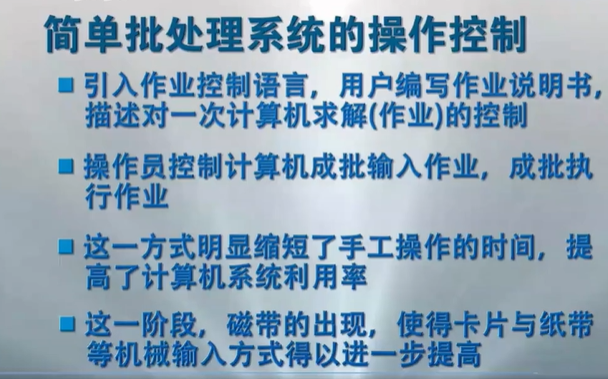 简单批处理系统的操作控制
引入作业控制语言，用户编写作业说明书，
描述对一次计算机求解(作业)的控制
操作员控制计算机成批输入作业，成批执
行作业
这一方式明显缩短了手工操作的时间，提
高了计算机系统利用率
这一阶段，磁带的出现，使得卡片与纸带
等机械输入方式得以进一步提高